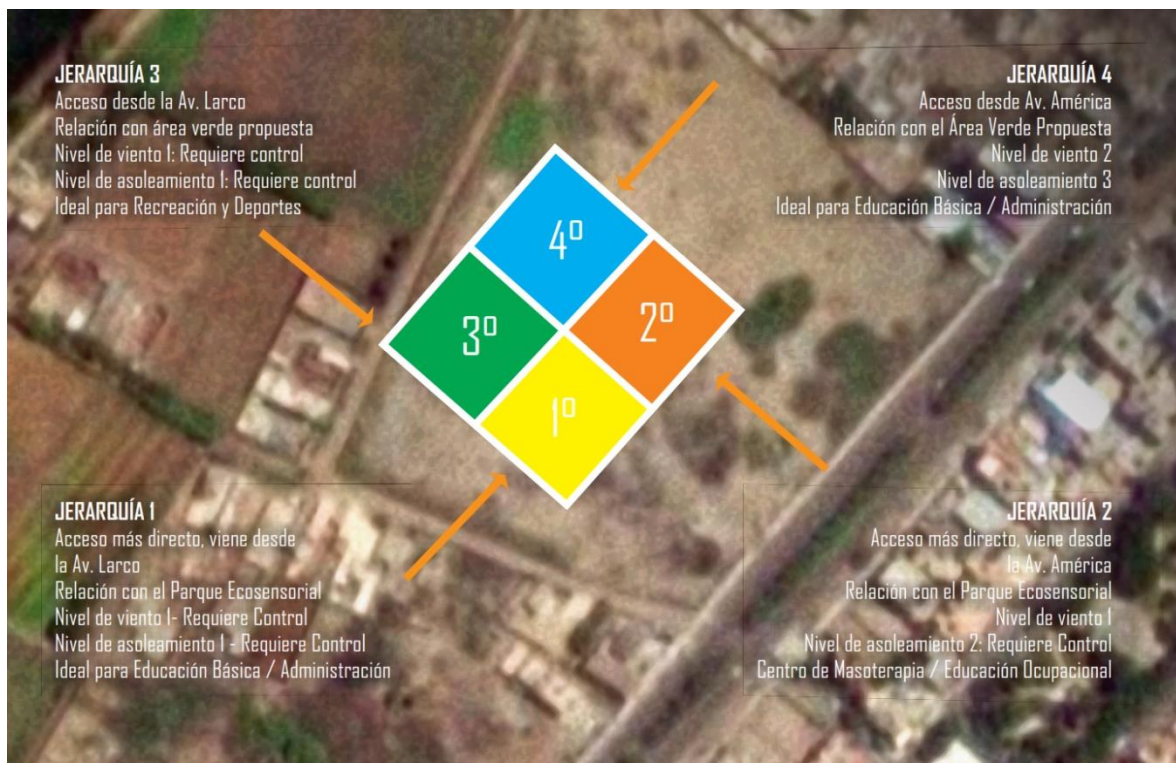 JERARQUÍA 3
Acceso desde la Av. Larco
Relación con área verde propuesta
Nivel de viento 1: Requiere control
Nivel de asoleamiento 1: Requiere control
Ideal para Recreación y Deportes
JERARQUÍA 4
Acceso desde Av. América
Relación con el Área Verde Propuesta
Nivel de viento 2
Nivel de asoleamiento 3
Ideal para Educación Básica / Administración
4º
3º
2º
1º
JERARQUÍA 1
Acceso más directo, viene desde
la Av. Larco
Relación con el Parque Ecosensorial
Nivel de viento 1- Requiere Control
Nivel de asoleamiento 1 - Requiere Control
Ideal para Educación Básica / Administración
JERARQUÍA 2
Acceso más directo, viene desde
la Av. América
Relación con el Parque Ecosensorial
Nivel de viento 1
Nivel de asoleamiento 2: Requiere Control
Centro de Masoterapia / Educación Ocupacional